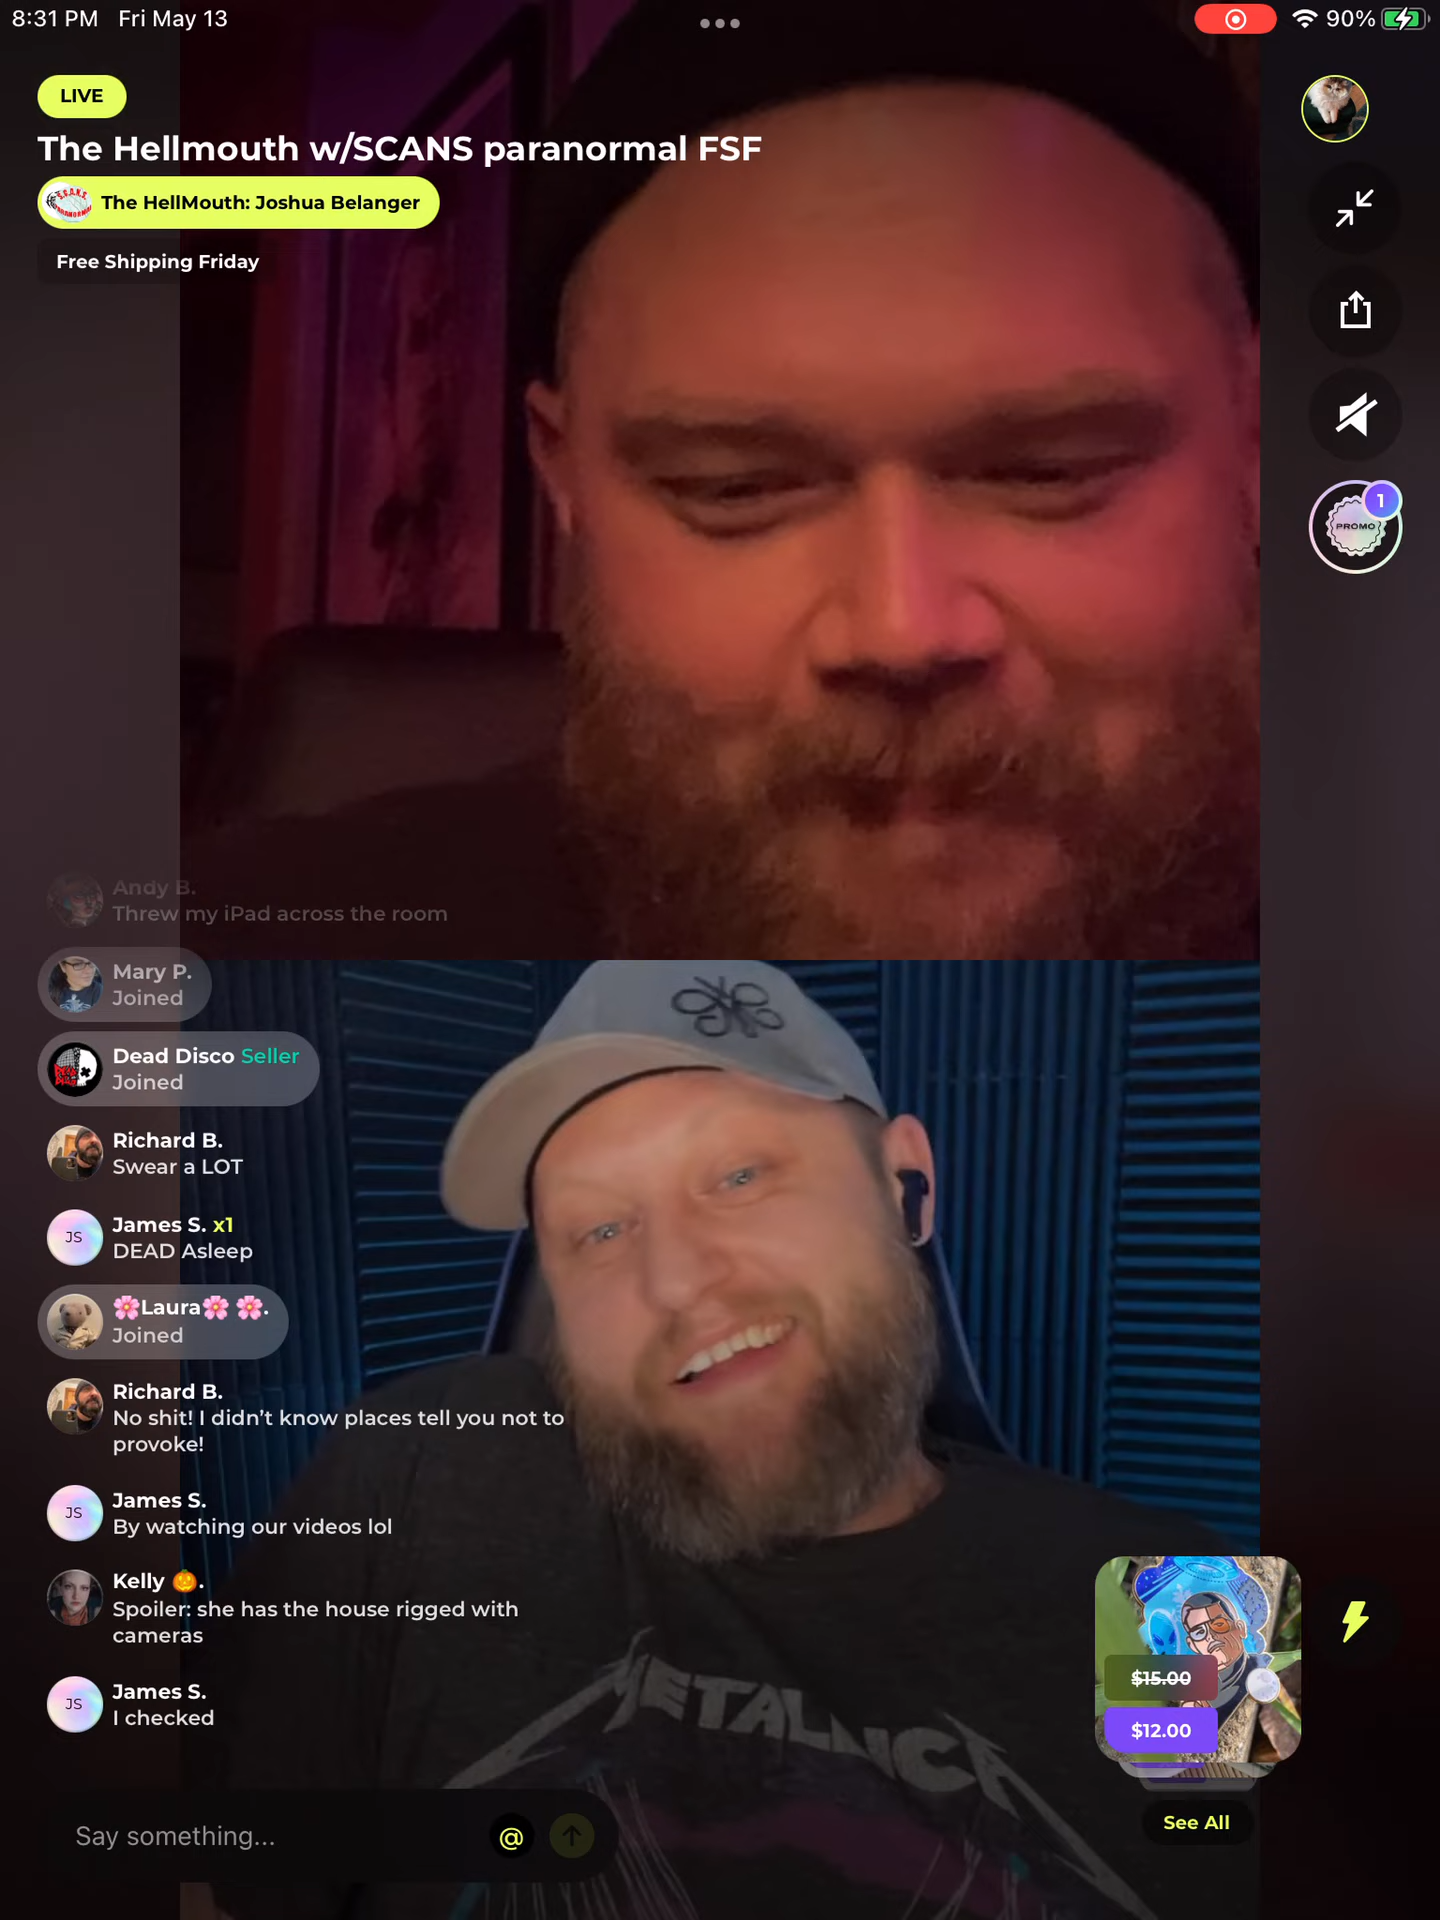 8:31 PM Fri May 13
90%
LIVE
The Hellmouth w/SCANS paranormal FSF
The HellMouth: Joshua Belanger
Free Shipping Friday
1
PROMO
Andy B.
Threw my iPad across the room
Mary P.
Joined
Dead Disco Seller
Joined
Richard B.
Swear a LOT
JS
James S. x1
DEAD Asleep
🌸Laura🌸 🌸.
Joined
Richard B.
No shit! I didn’t know places tell you not to
provoke!
JS
James S.
By watching our videos lol
Kelly 🎃.
Spoiler: she has the house rigged with
cameras
JS
James S.
I checked
METALLICA
$15.00
$12.00
See All
Say something...
@